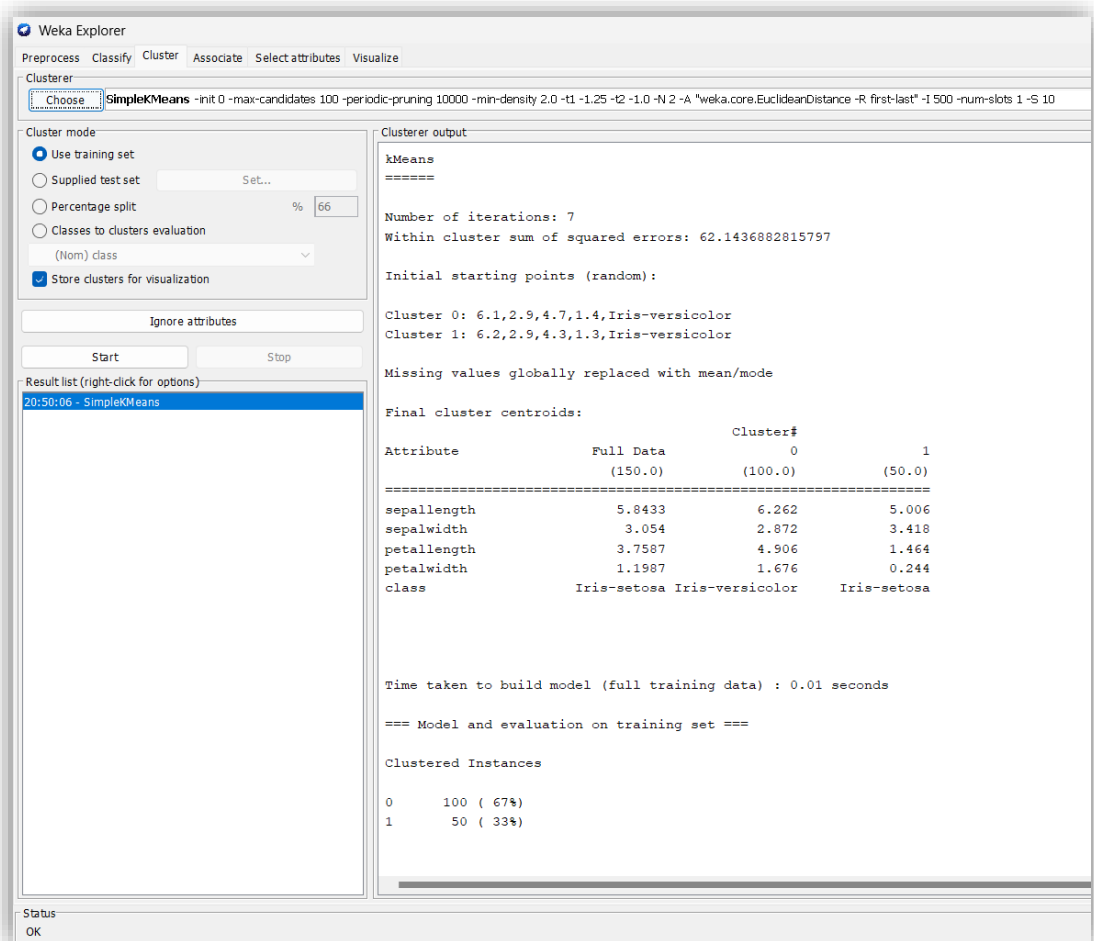 Weka Explorer
Preprocess Classify Cluster Associate Select attributes Visualize
Clusterer
Choose SimpleKMeans -init 0 -max-candidates 100 -periodic-pruning 10000 -min-density 2.0 -t1 -1.25 -t2 -1.0 -N 2 -A "weka.core.EuclideanDistance -R first-last" -I 500 -num-slots 1 -S 10
Cluster mode
Use training set
Supplied test set Set...
Percentage split % 66
Classes to clusters evaluation
(Nom) class
Store clusters for visualization
Ignore attributes
Start Stop
Result list (right-click for options)
20:50:06 - SimpleKMeans
Clusterer output
kMeans
======
Number of iterations: 7
Within cluster sum of squared errors: 62.1436882815797
Initial starting points (random):
Cluster 0: 6.1,2.9,4.7,1.4,Iris-versicolor
Cluster 1: 6.2,2.9,4.3,1.3,Iris-versicolor
Missing values globally replaced with mean/mode
Final cluster centroids:
Cluster#
Attribute Full Data 0 1
(150.0) (100.0) (50.0)
==================================================================
sepallength 5.8433 6.262 5.006
sepalwidth 3.054 2.872 3.418
petallength 3.7587 4.906 1.464
petalwidth 1.1987 1.676 0.244
class Iris-setosa Iris-versicolor Iris-setosa
Time taken to build model (full training data) : 0.01 seconds
=== Model and evaluation on training set ===
Clustered Instances
0 100 ( 67%)
1 50 ( 33%)
Status
OK